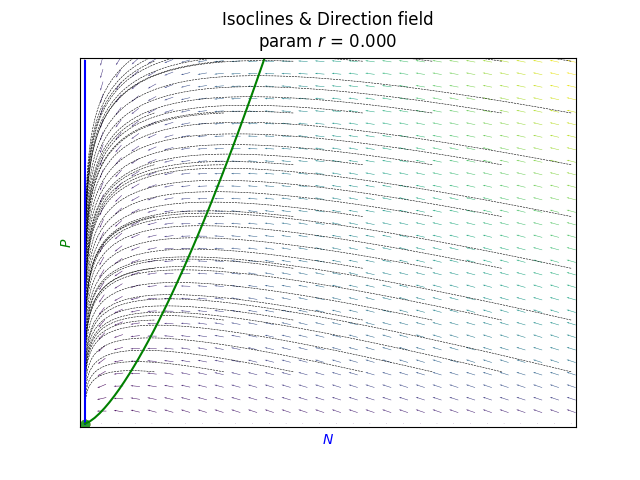 Isoclines & Direction field
param r = 0.000
P
N